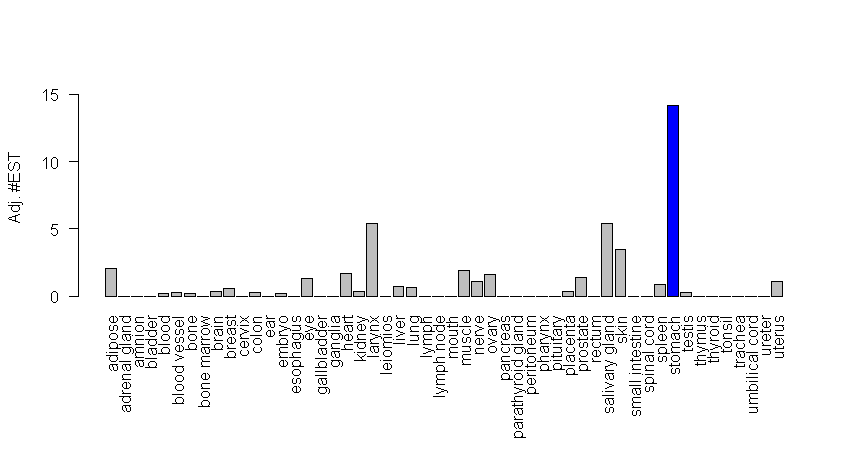 Adj. #EST
15
10
5
0
adipose
adrenal gland
amnion
bladder
blood
blood vessel
bone
bone marrow
brain
breast
cervix
colon
ear
embryo
esophagus
eye
gallbladder
ganglia
heart
kidney
larynx
leiomios
liver
lung
lymph
lymph node
mouth
muscle
nerve
ovary
pancreas
parathyroid gland
peritoneum
pharynx
pituitary
placenta
prostate
rectum
salivary gland
skin
small intestine
spinal cord
spleen
stomach
testis
thymus
thyroid
tonsil
trachea
umbilical cord
ureter
uterus